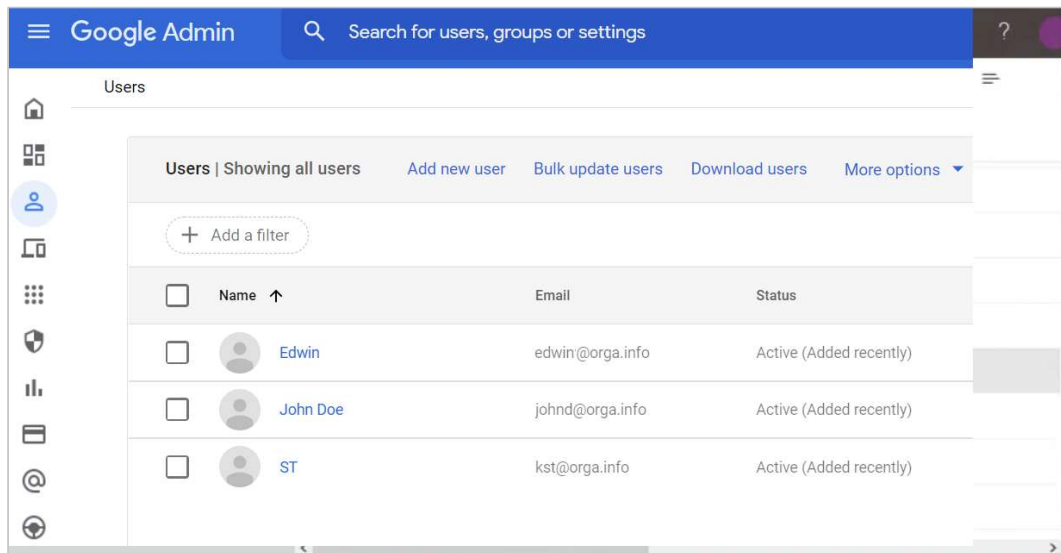 Google Admin
Search for users, groups or settings
?
Users
Users | Showing all users Add new user Bulk update users Download users More options
+ Add a filter
Name Email Status
Edwin edwin@orga.info Active (Added recently)
John Doe johnd@orga.info Active (Added recently)
ST kst@orga.info Active (Added recently)